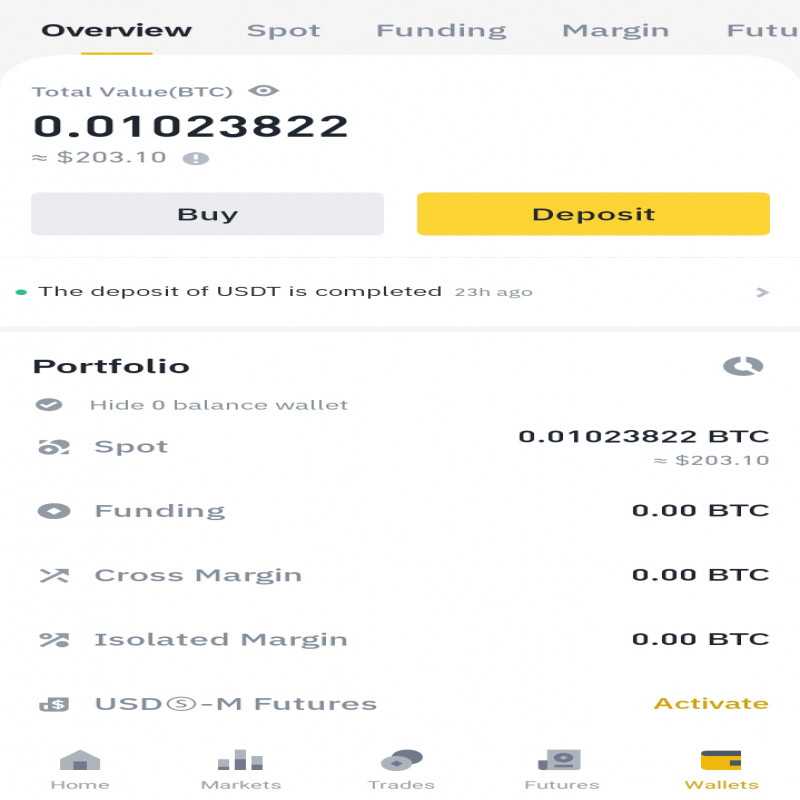 Overview Spot Funding Margin Futu
Total Value(BTC)
0.01023822
≈ $203.10
Buy Deposit
The deposit of USDT is completed 23h ago
Portfolio
Hide 0 balance wallet
Spot 0.01023822 BTC
≈ $203.10
Funding 0.00 BTC
Cross Margin 0.00 BTC
Isolated Margin 0.00 BTC
USDⓈ-M Futures Activate
Home Markets Trades Futures Wallets